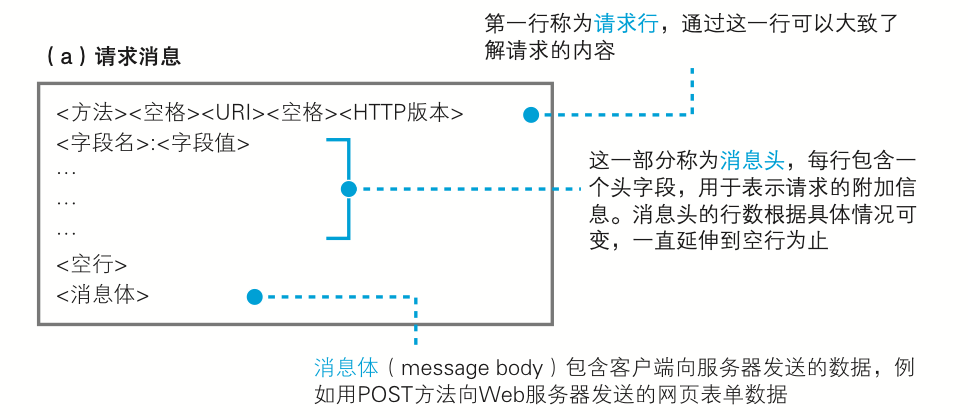 第一行称为请求行，通过这一行可以大致了
解请求的内容
（a）请求消息
<方法><空格><URI><空格><HTTP版本>
<字段名>:<字段值>
…
…
…
<空行>
<消息体>
这一部分称为消息头，每行包含一
个头字段，用于表示请求的附加信
息。消息头的行数根据具体情况可
变，一直延伸到空行为止
消息体（message body）包含客户端向服务器发送的数据，例
如用POST方法向Web服务器发送的网页表单数据